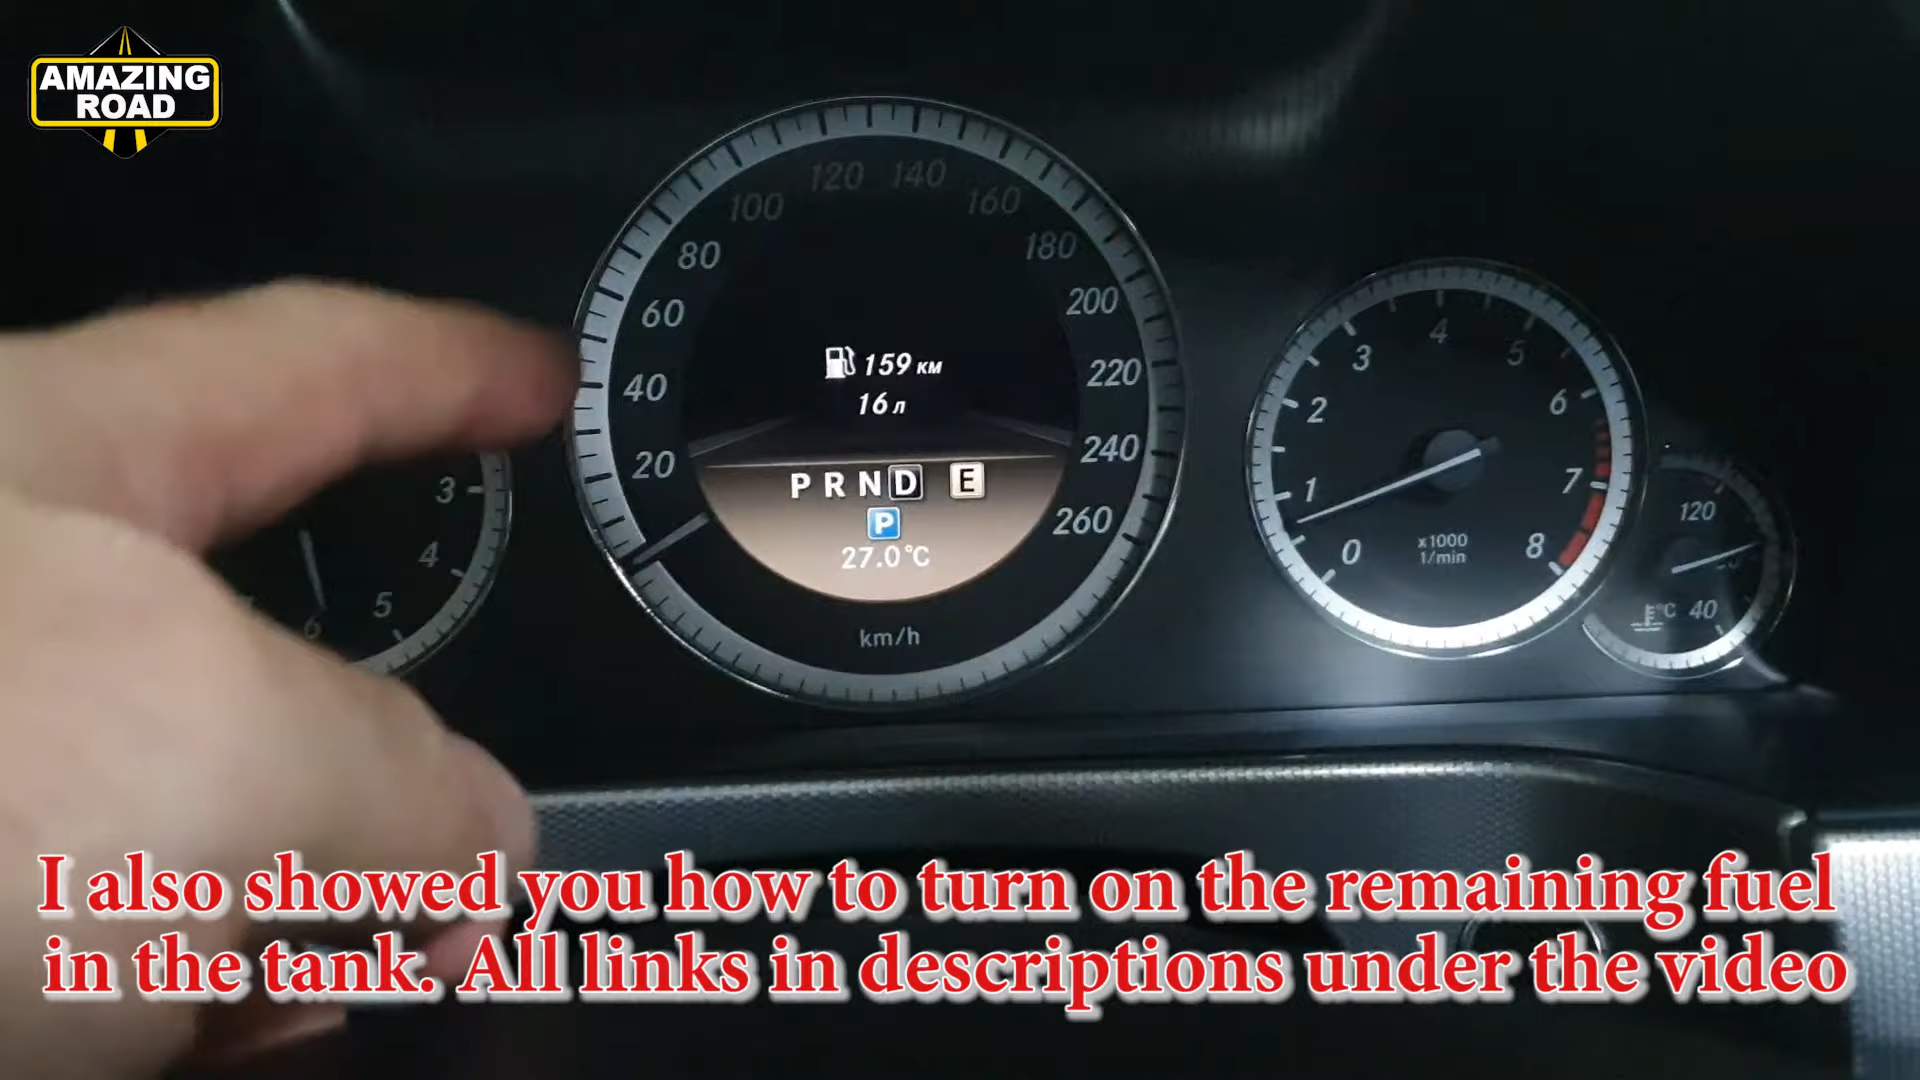 AMAZING
ROAD
120 140
100 160
80 180
60 200
159 км
40 220
16 л
20 240
P R N D E
P
260
27.0°C
km/h
3
4
5
6
4
3 5
2 6
1 7
x1000
1/min
0 8
120
°C 40
I also showed you how to turn on the remaining fuel
in the tank. All links in descriptions under the video